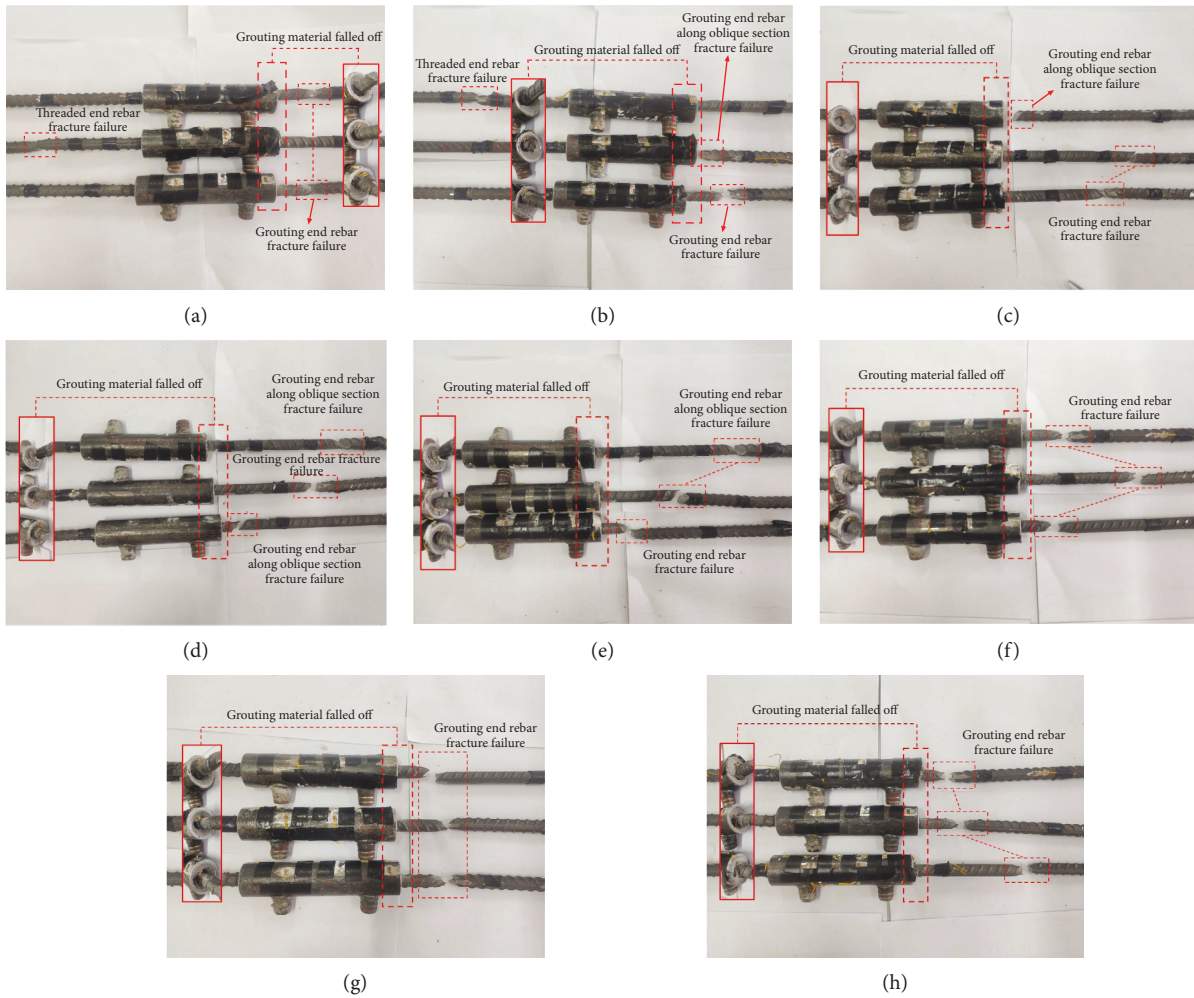 Grouting material falled off
Threaded end rebar
fracture failure
Grouting end rebar
fracture failure
(a)
Grouting end rebar
along oblique section
fracture failure
Grouting material falled off
Threaded end rebar
fracture failure
Grouting end rebar
fracture failure
(b)
Grouting material falled off
Grouting end rebar
along oblique section
fracture failure
Grouting end rebar
fracture failure
(c)
Grouting material falled off
Grouting end rebar
along oblique section
fracture failure
Grouting end rebar fracture
failure
Grouting end rebar
along oblique section
fracture failure
(d)
Grouting material falled off
Grouting end rebar
along oblique section
fracture failure
Grouting end rebar
fracture failure
(e)
Grouting material falled off
Grouting end rebar
fracture failure
(f)
Grouting material falled off
Grouting end rebar
fracture failure
(g)
Grouting material falled off
Grouting end rebar
fracture failure
(h)